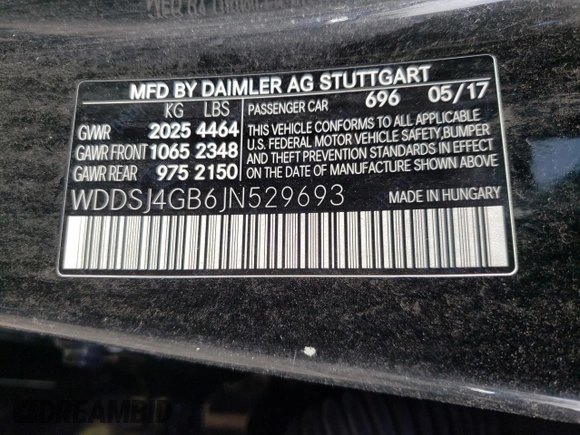 MFD BY DAIMLER AG STUTTGART
KG LBS PASSENGER CAR 696 05/17
GVWR 2025 4464
GAWR FRONT 1065 2348
GAWR REAR 975 2150
THIS VEHICLE CONFORMS TO ALL APPLICABLE
U.S. FEDERAL MOTOR VEHICLE SAFETY,BUMPER
AND THEFT PREVENTION STANDARDS IN EFFECT
ON THE DATE OF MANUFACTURE SHOWN ABOVE.
WDDSJ4GB6JN529693 MADE IN HUNGARY
DREAMBID